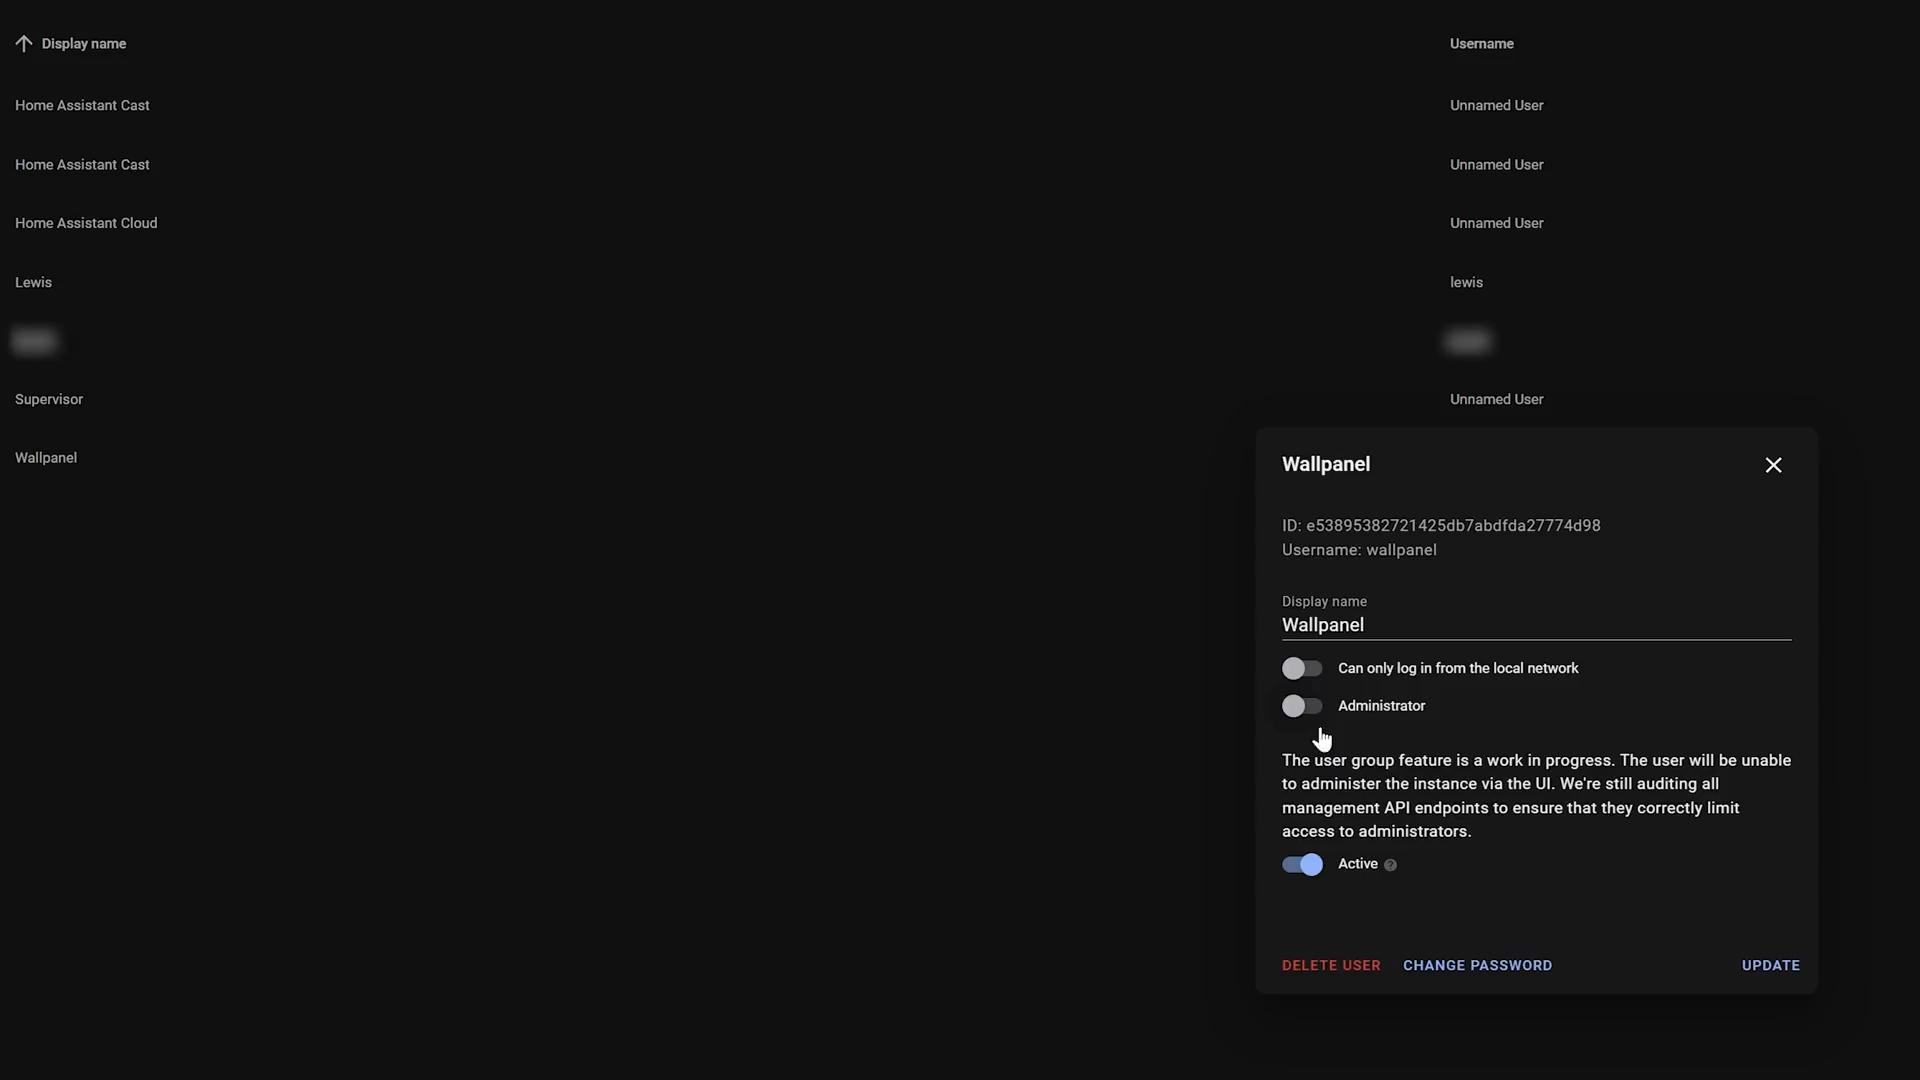 Display name
Username
Home Assistant Cast
Unnamed User
Home Assistant Cast
Unnamed User
Home Assistant Cloud
Unnamed User
Lewis
lewis
Supervisor
Unnamed User
Wallpanel
Wallpanel
ID: e53895382721425db7abdfda27774d98
Username: wallpanel
Display name
Wallpanel
Can only log in from the local network
Administrator
The user group feature is a work in progress. The user will be unable
to administer the instance via the UI. We're still auditing all
management API endpoints to ensure that they correctly limit
access to administrators.
Active
DELETE USER CHANGE PASSWORD UPDATE